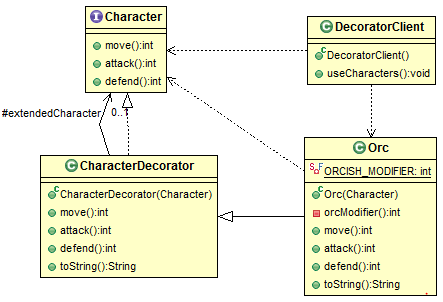 Character
move():int
attack():int
defend():int
DecoratorClient
DecoratorClient()
useCharacters():void
#extendedCharacter
0..1
CharacterDecorator
CharacterDecorator(Character)
move():int
attack():int
defend():int
toString():String
Orc
ORCISH_MODIFIER: int
Orc(Character)
orcModifier():int
move():int
attack():int
defend():int
toString():String